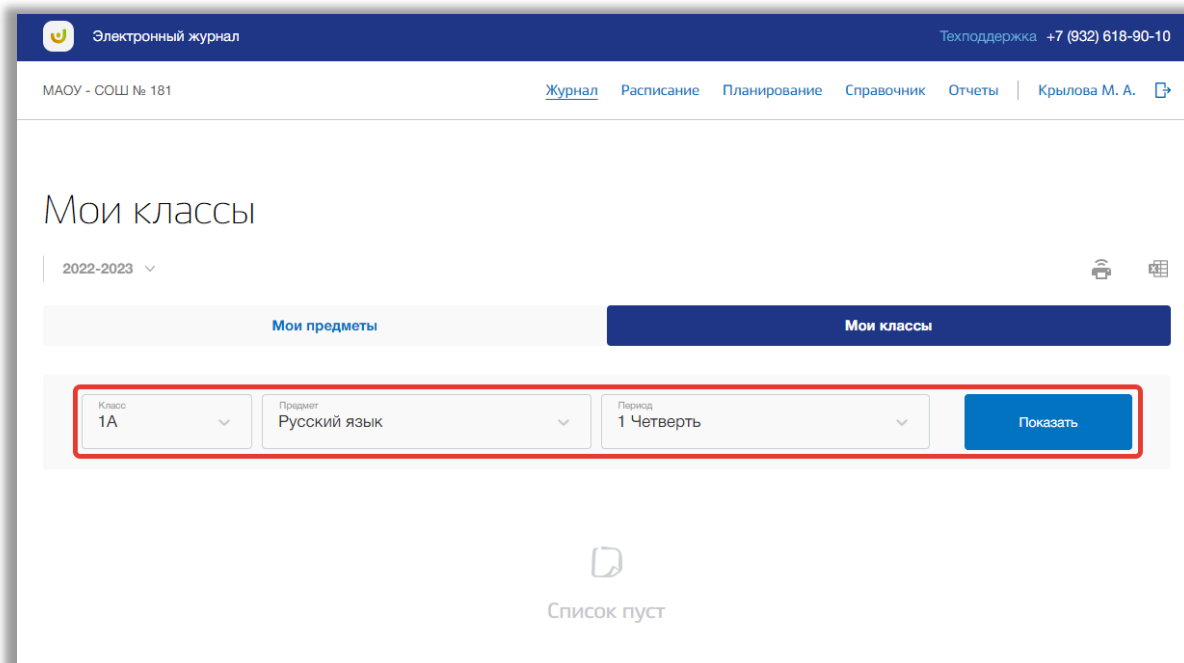 Электронный журнал
Техподдержка +7 (932) 618-90-10
МАОУ - СОШ № 181
Журнал Расписание Планирование Справочник Отчеты Крылова М. А.
Мои классы
2022-2023
Мои предметы
Мои классы
Класс
1А
Предмет
Русский язык
Период
1 Четверть
Показать
Список пуст